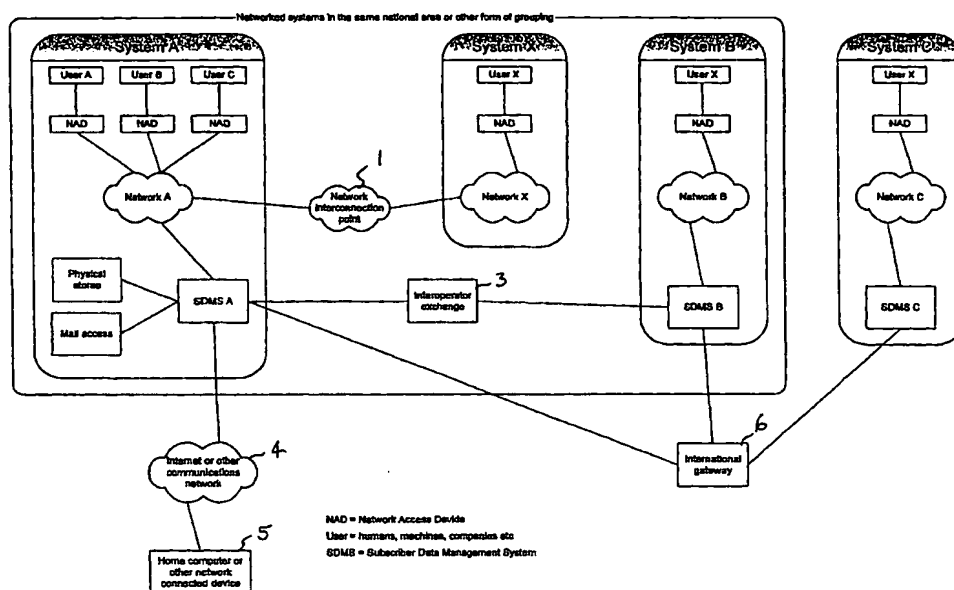 Networked systems in the same national area or other form of grouping
System A
System X
System B
System C
User A
User B
User C
User X
User X
User X
NAD
NAD
NAD
NAD
NAD
NAD
1
Network A
Network
interconnection
point
Network X
Network B
Network C
Physical
stores
Mail access
SDMS A
3
Interoperator
exchange
SDMS B
SDMS C
4
Internet or other
communications
network
6
International
gateway
5
Home computer or
other network
connected device
NAD = Network Access Device
User = humans, machines, companies etc
SDMS = Subscriber Data Management System